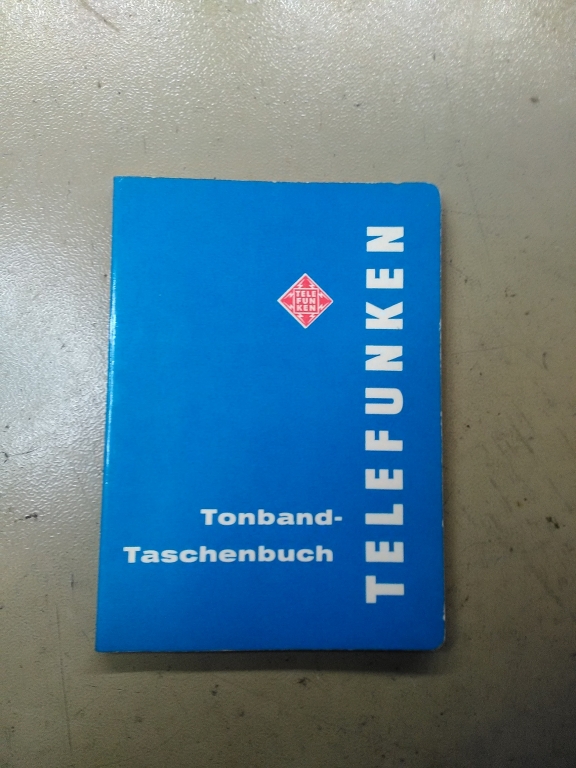 TELE
FUN
KEN
Tonband-
Taschenbuch
TELEFUNKEN